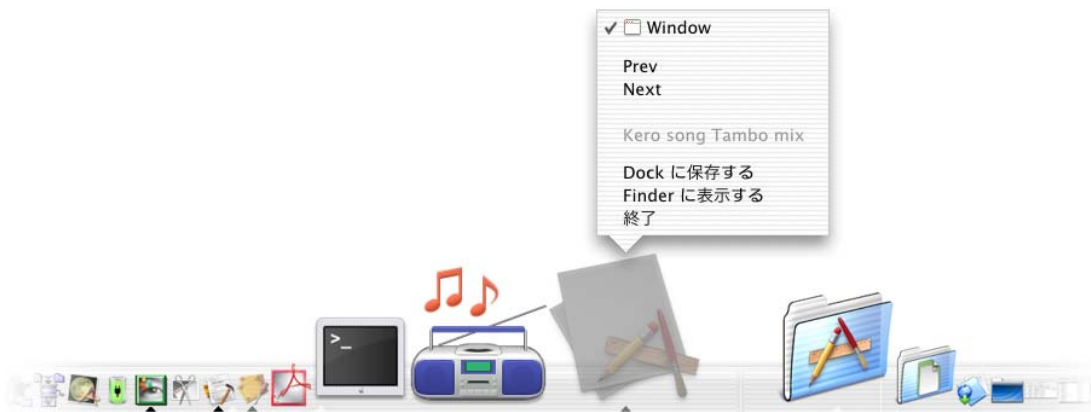 Window
Prev
Next
Kero song Tambo mix
Dock に保存する
Finder に表示する
終了
>_